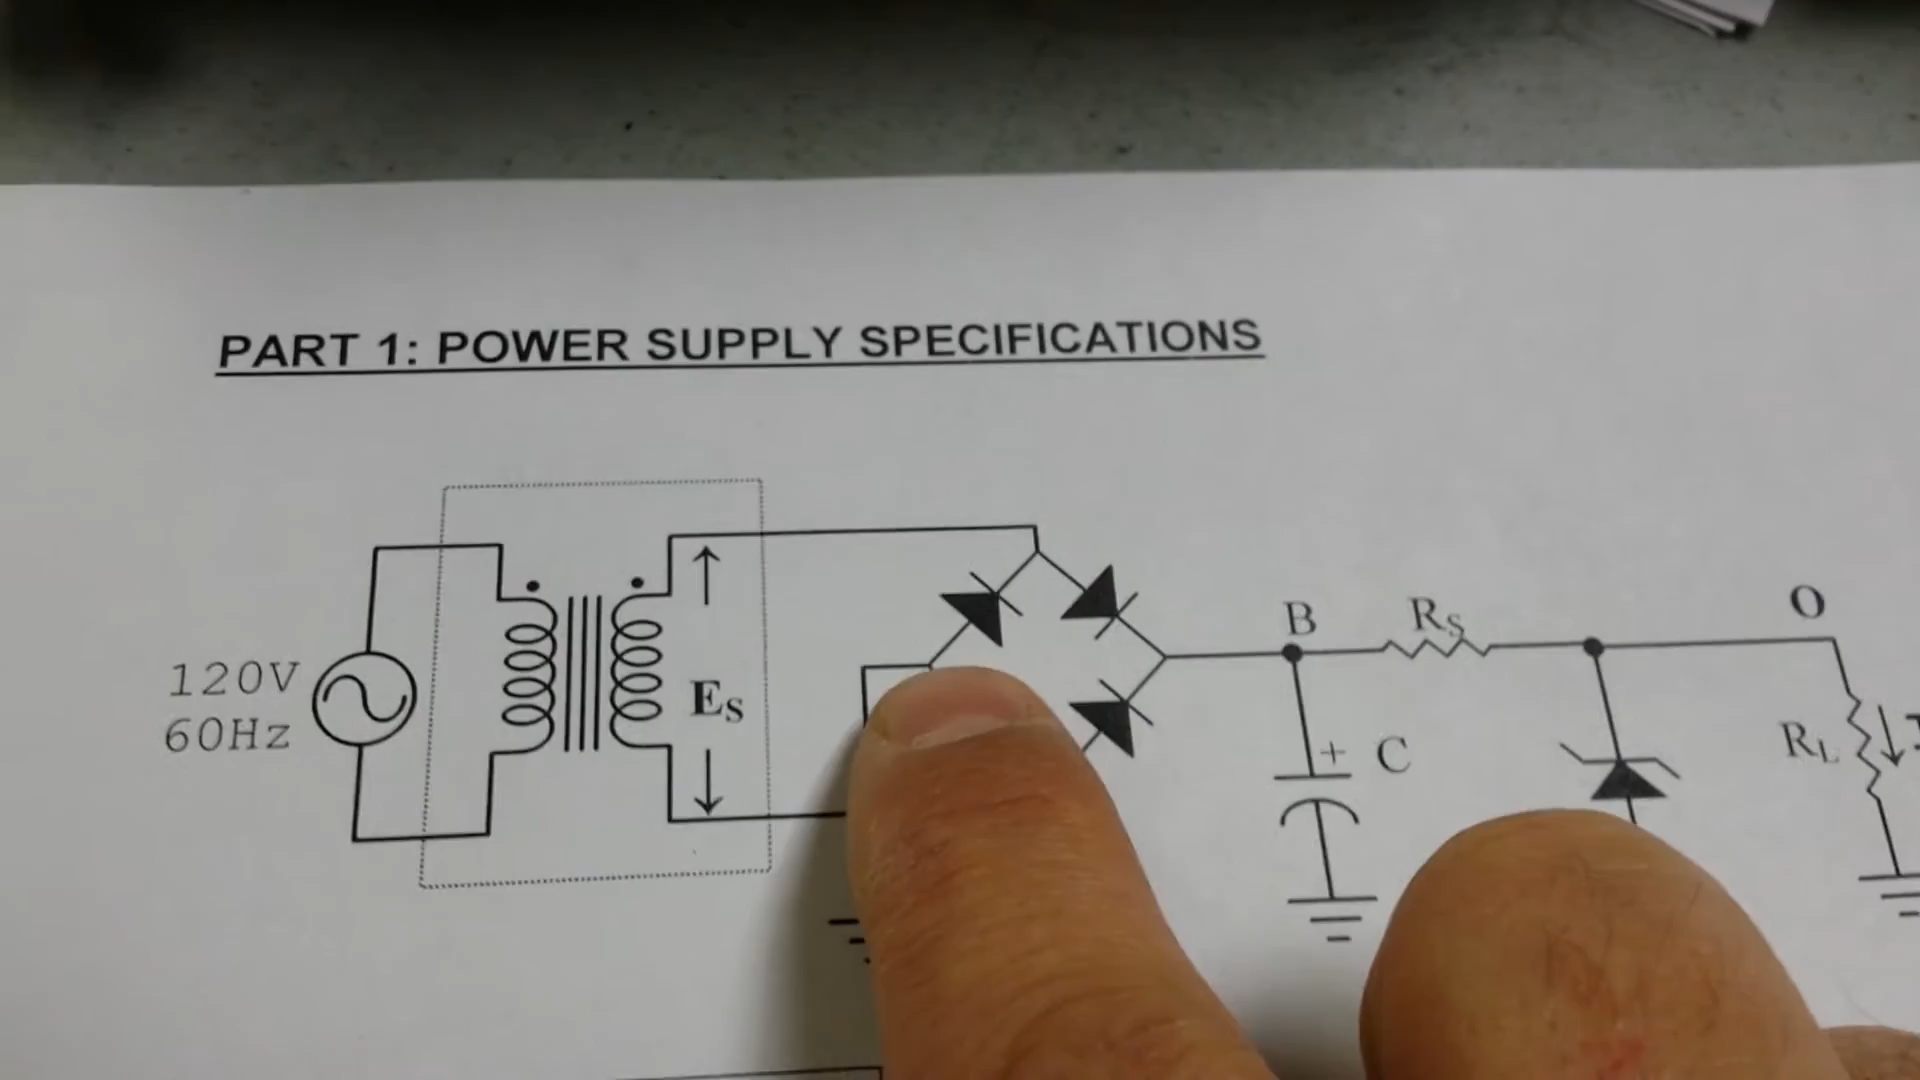 PART 1: POWER SUPPLY SPECIFICATIONS
120V
60Hz
ES
B
RS
+ C
O
RL